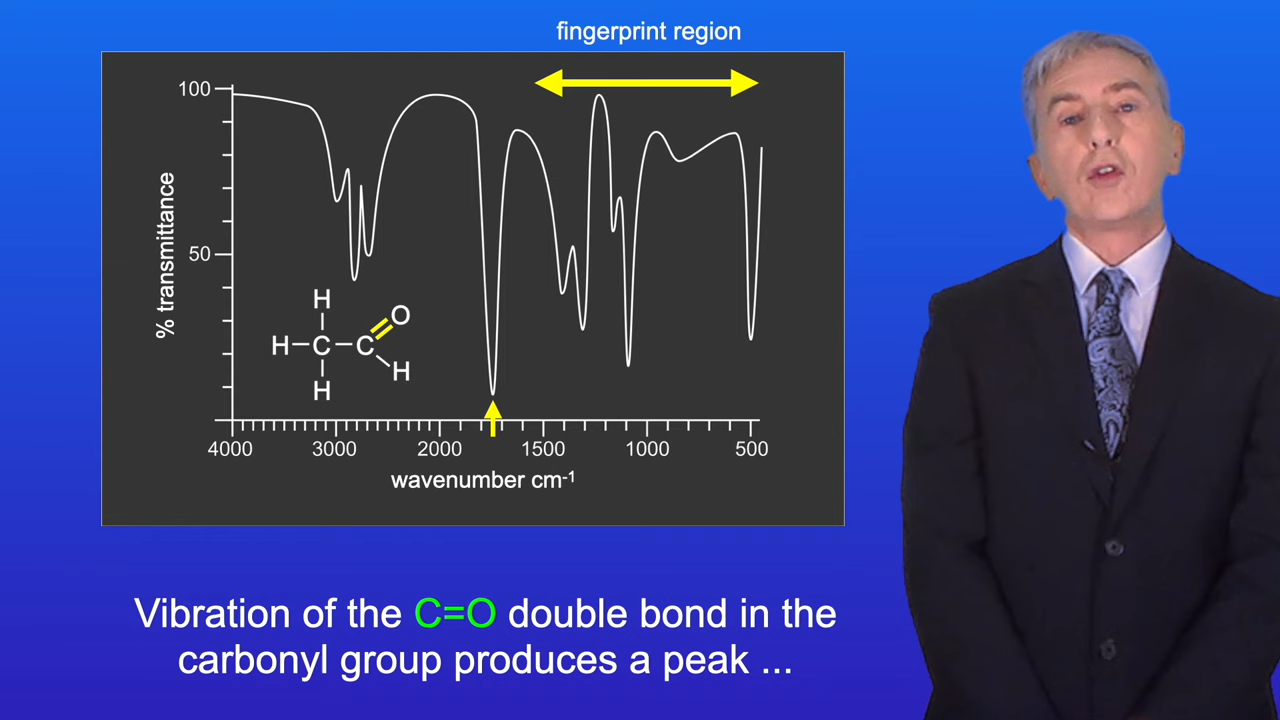 fingerprint region
100
50
% transmittance
H
H C C O
H H
4000 3000 2000 1500 1000 500
wavenumber cm-1
Vibration of the C=O double bond in the
carbonyl group produces a peak ...